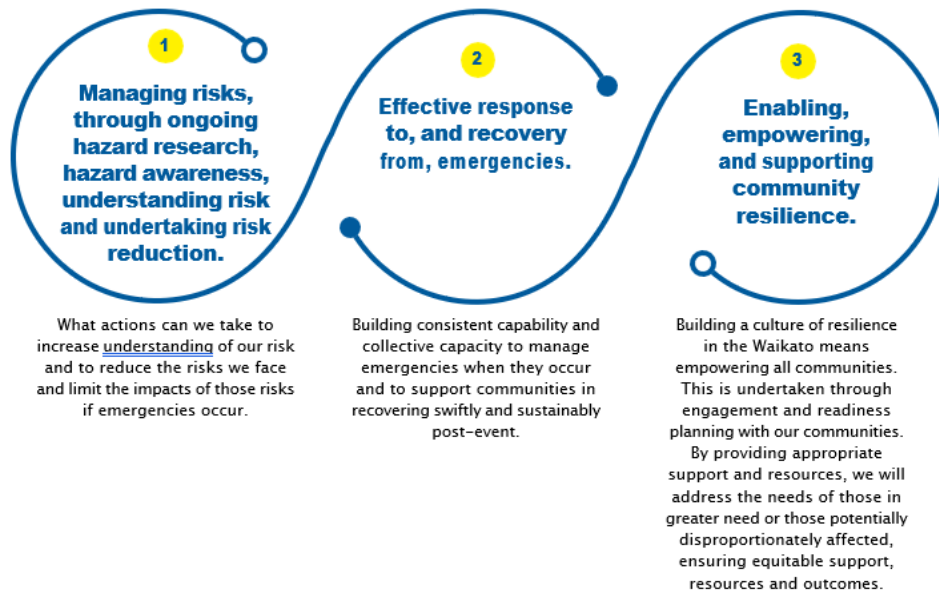 1
Managing risks,
through ongoing
hazard research,
hazard awareness,
understanding risk
and undertaking risk
reduction.
What actions can we take to
increase understanding of our risk
and to reduce the risks we face
and limit the impacts of those risks
if emergencies occur.
2
Effective response
to, and recovery
from, emergencies.
Building consistent capability and
collective capacity to manage
emergencies when they occur
and to support communities in
recovering swiftly and sustainably
post-event.
3
Enabling,
empowering,
and supporting
community
resilience.
Building a culture of resilience
in the Waikato means
empowering all communities.
This is undertaken through
engagement and readiness
planning with our communities.
By providing appropriate
support and resources, we will
address the needs of those in
greater need or those potentially
disproportionately affected,
ensuring equitable support,
resources and outcomes.